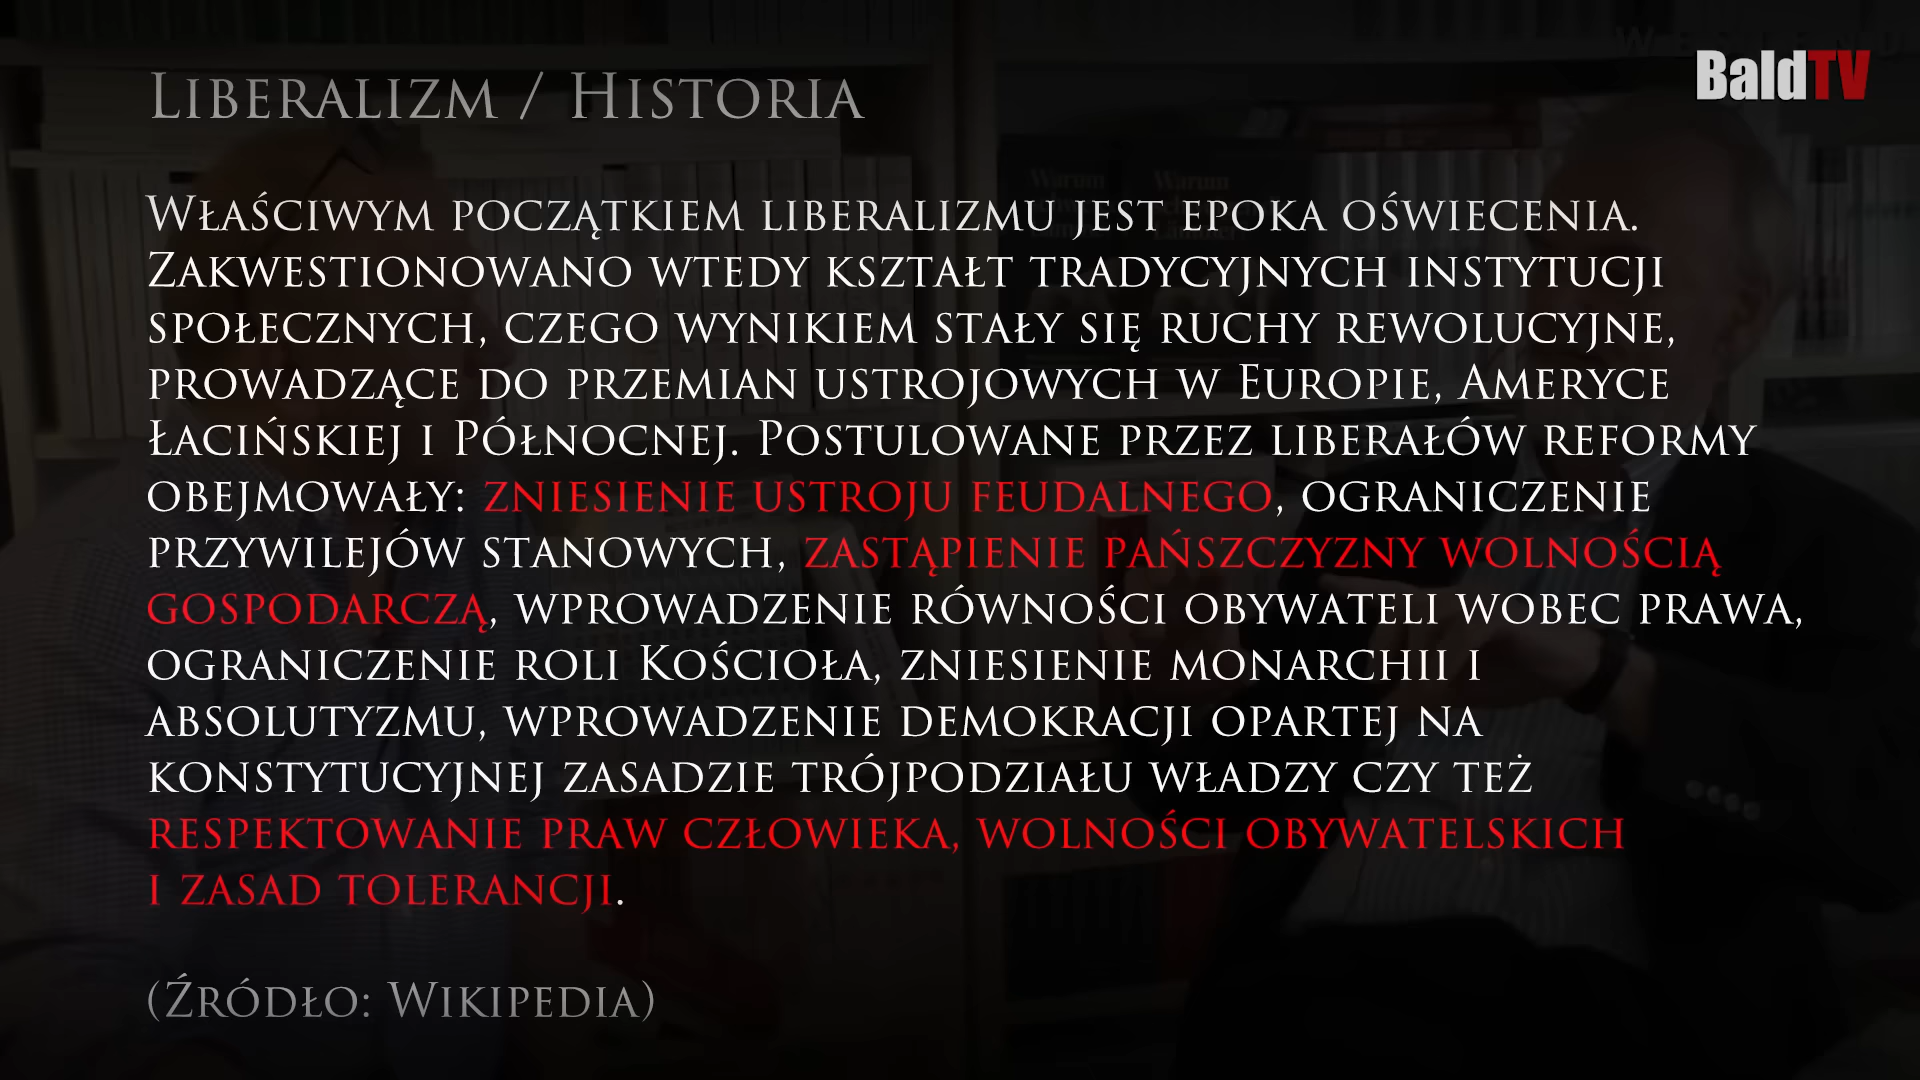 BaldTV
Liberalizm / Historia
Właściwym początkiem liberalizmu jest epoka oświecenia.
Zakwestionowano wtedy kształt tradycyjnych instytucji
społecznych, czego wynikiem stały się ruchy rewolucyjne,
prowadzące do przemian ustrojowych w Europie, Ameryce
Łacińskiej i Północnej. Postulowane przez liberałów reformy
obejmowały: zniesienie ustroju feudalnego, ograniczenie
przywilejów stanowych, zastąpienie pańszczyzny wolnością
gospodarczą, wprowadzenie równości obywateli wobec prawa,
ograniczenie roli Kościoła, zniesienie monarchii i
absolutyzmu, wprowadzenie demokracji opartej na
konstytucyjnej zasadzie trójpodziału władzy czy też
respektowanie praw człowieka, wolności obywatelskich
i zasad tolerancji.
(Źródło: Wikipedia)
Warum
Warum